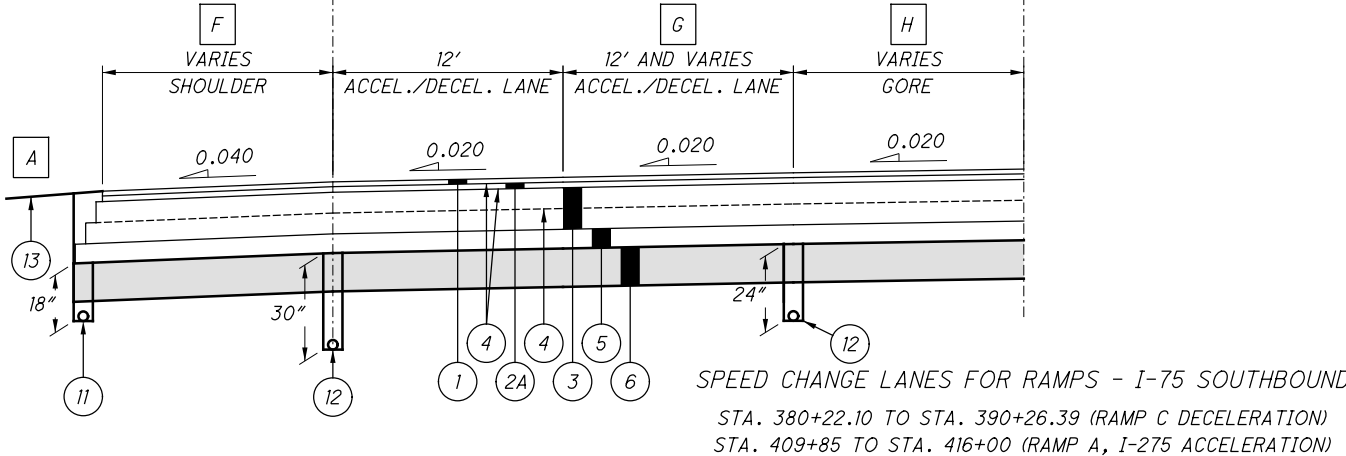 F
G
H
VARIES
12'
12' AND VARIES
VARIES
SHOULDER
ACCEL./DECEL. LANE
ACCEL./DECEL. LANE
GORE
A
0.040
0.020
0.020
0.020
13
18"
30"
24"
11
12
1
4
2A
4
3
5
6
12
SPEED CHANGE LANES FOR RAMPS - I-75 SOUTHBOUND
STA. 380+22.10 TO STA. 390+26.39 (RAMP C DECELERATION)
STA. 409+85 TO STA. 416+00 (RAMP A, I-275 ACCELERATION)